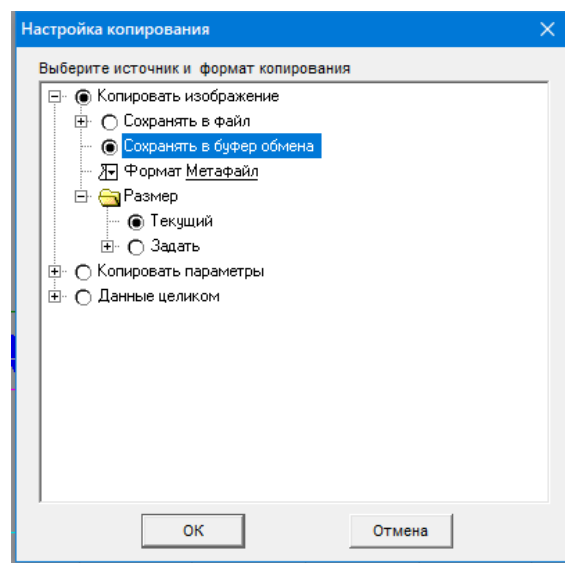 Настройка копирования
Выберите источник и формат копирования
Копировать изображение
Сохранять в файл
Сохранять в буфер обмена
Формат Метафайл
Размер
Текущий
Задать
Копировать параметры
Данные целиком
ОК
Отмена